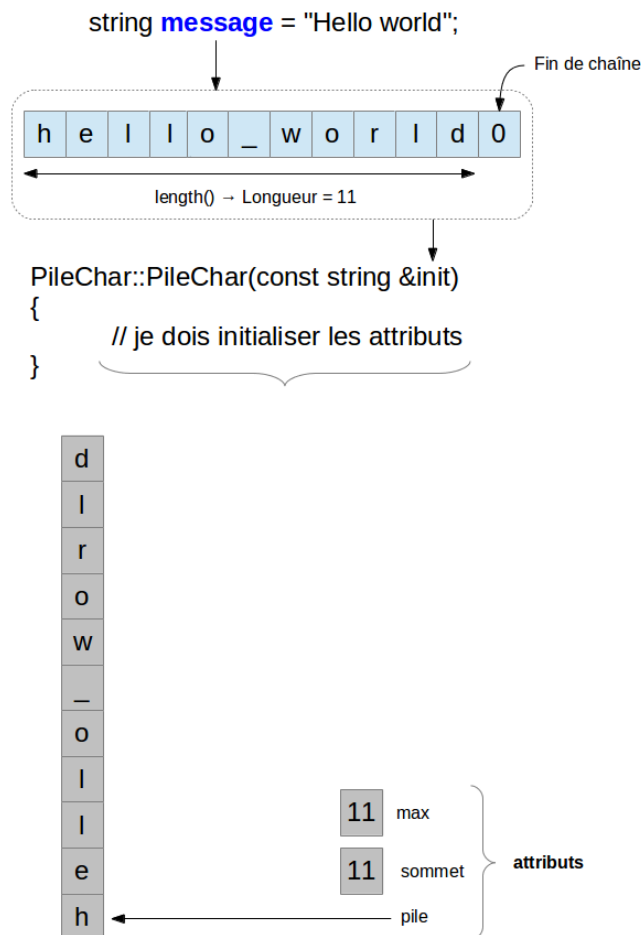 string message = "Hello world";
Fin de chaîne
h e l l o _ w o r l d 0
length() → Longueur = 11
PileChar::PileChar(const string &init)
{
// je dois initialiser les attributs
}
d
l
r
o
w
_
o
l
l
e
h
11 max
11 sommet
pile
attributs